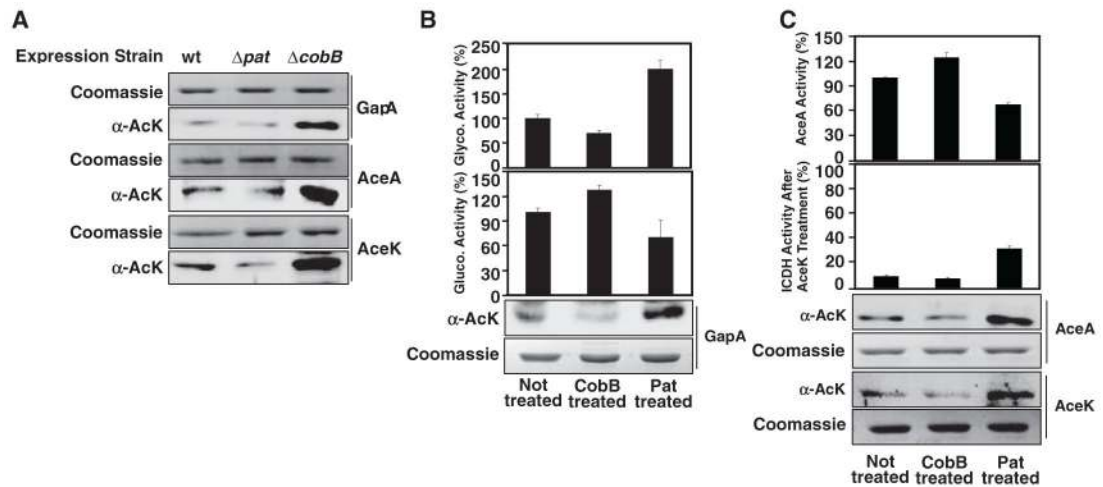 A
Expression Strain wt Δpat ΔcobB
Coomassie
α-AcK
GapA
Coomassie
α-AcK
AceA
Coomassie
α-AcK
AceK
B
Glyco. Activity (%)
250
200
150
100
50
0
Gluco. Activity (%)
150
120
90
60
30
0
α-AcK
Coomassie
GapA
Not treated
CobB treated
Pat treated
C
AceA Activity (%)
150
120
90
60
30
0
ICDH Activity After
AceK Treatment (%)
100
80
60
40
20
0
α-AcK
Coomassie
AceA
α-AcK
Coomassie
AceK
Not treated
CobB treated
Pat treated